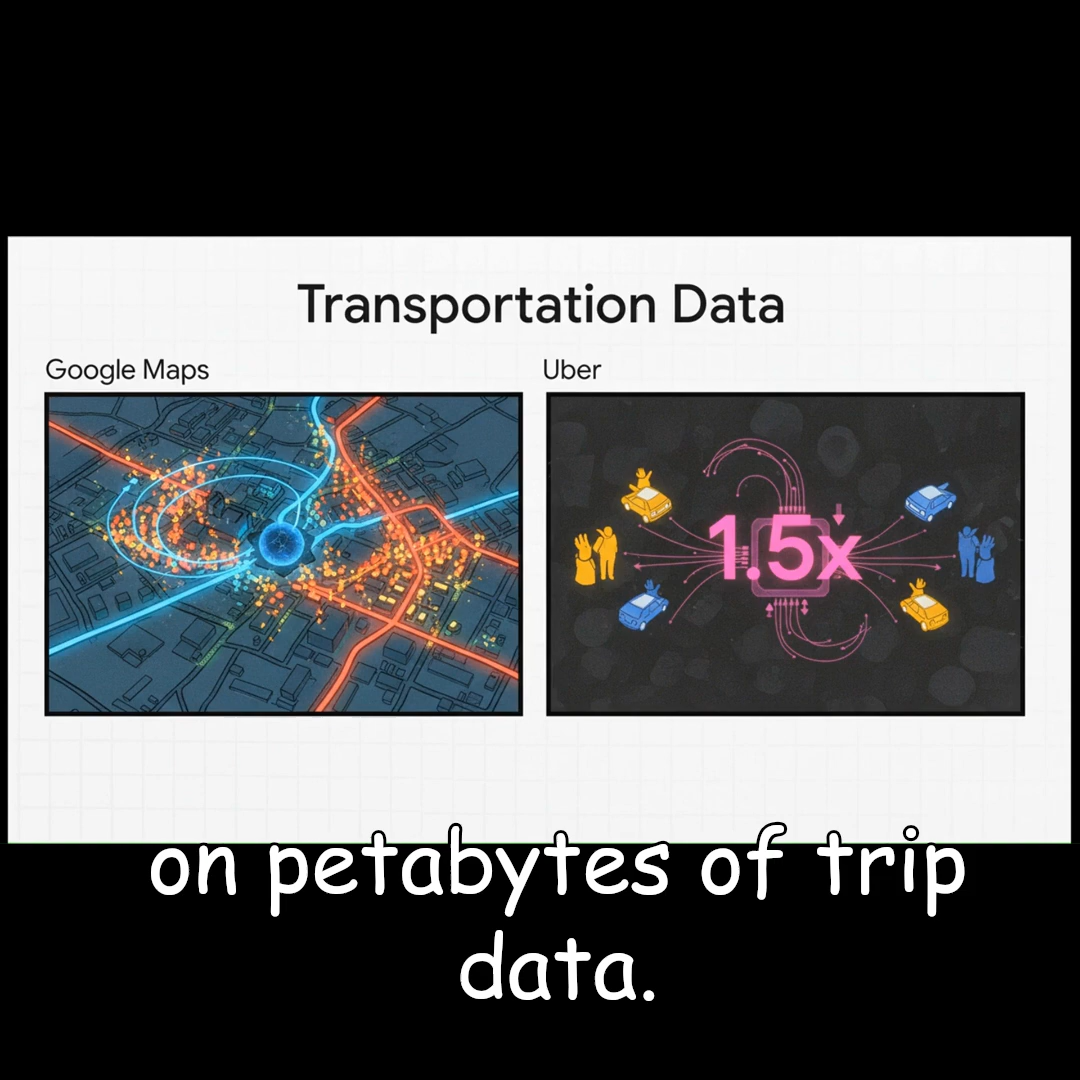 Transportation Data
Google Maps
Uber
1.5x
on petabytes of trip
data.